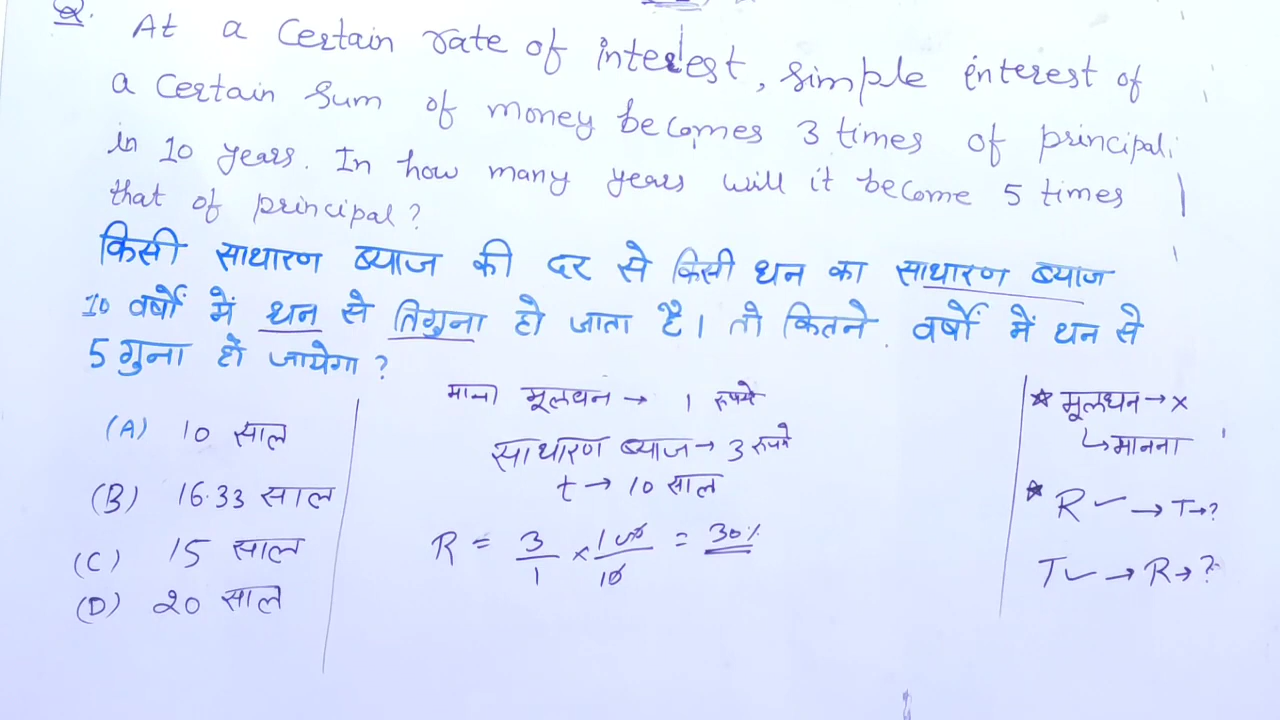 Q. At a Certain rate of interest, simple interest of
a Certain sum of money becomes 3 times of principal,
in 10 years. In how many years will it become 5 times
that of principal?
किसी साधारण ब्याज की दर से किसी धन का साधारण ब्याज
10 वर्षों में धन से तिगुना हो जाता है। तो कितने वर्षों में धन से
5 गुना हो जायेगा?
(A) 10 साल
(B) 16.33 साल
(C) 15 साल
(D) 20 साल
माना मूलधन → 1 रूपये
साधारण ब्याज → 3 रूपये
t → 10 साल
R = 3/1 × 100/10 = 30%
* मूलधन → x
↳ मानना
* R ✓ → T → ?
T ✓ → R → ?